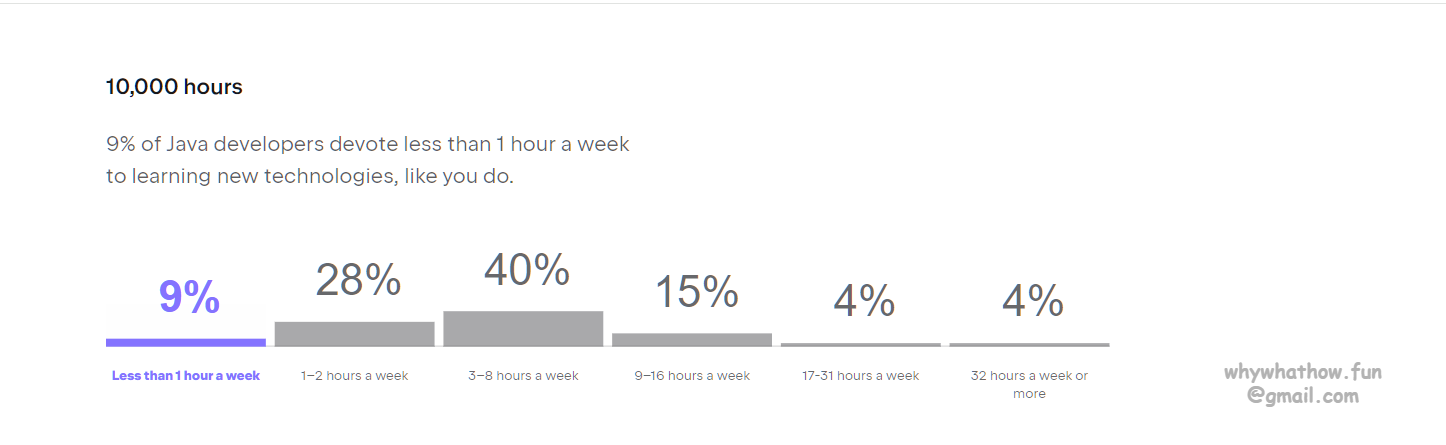 10,000 hours
9% of Java developers devote less than 1 hour a week
to learning new technologies, like you do.
9%
28%
40%
15%
4%
4%
Less than 1 hour a week
1–2 hours a week
3–8 hours a week
9–16 hours a week
17-31 hours a week
32 hours a week or
more
whywhathow.fun
@gmail.com